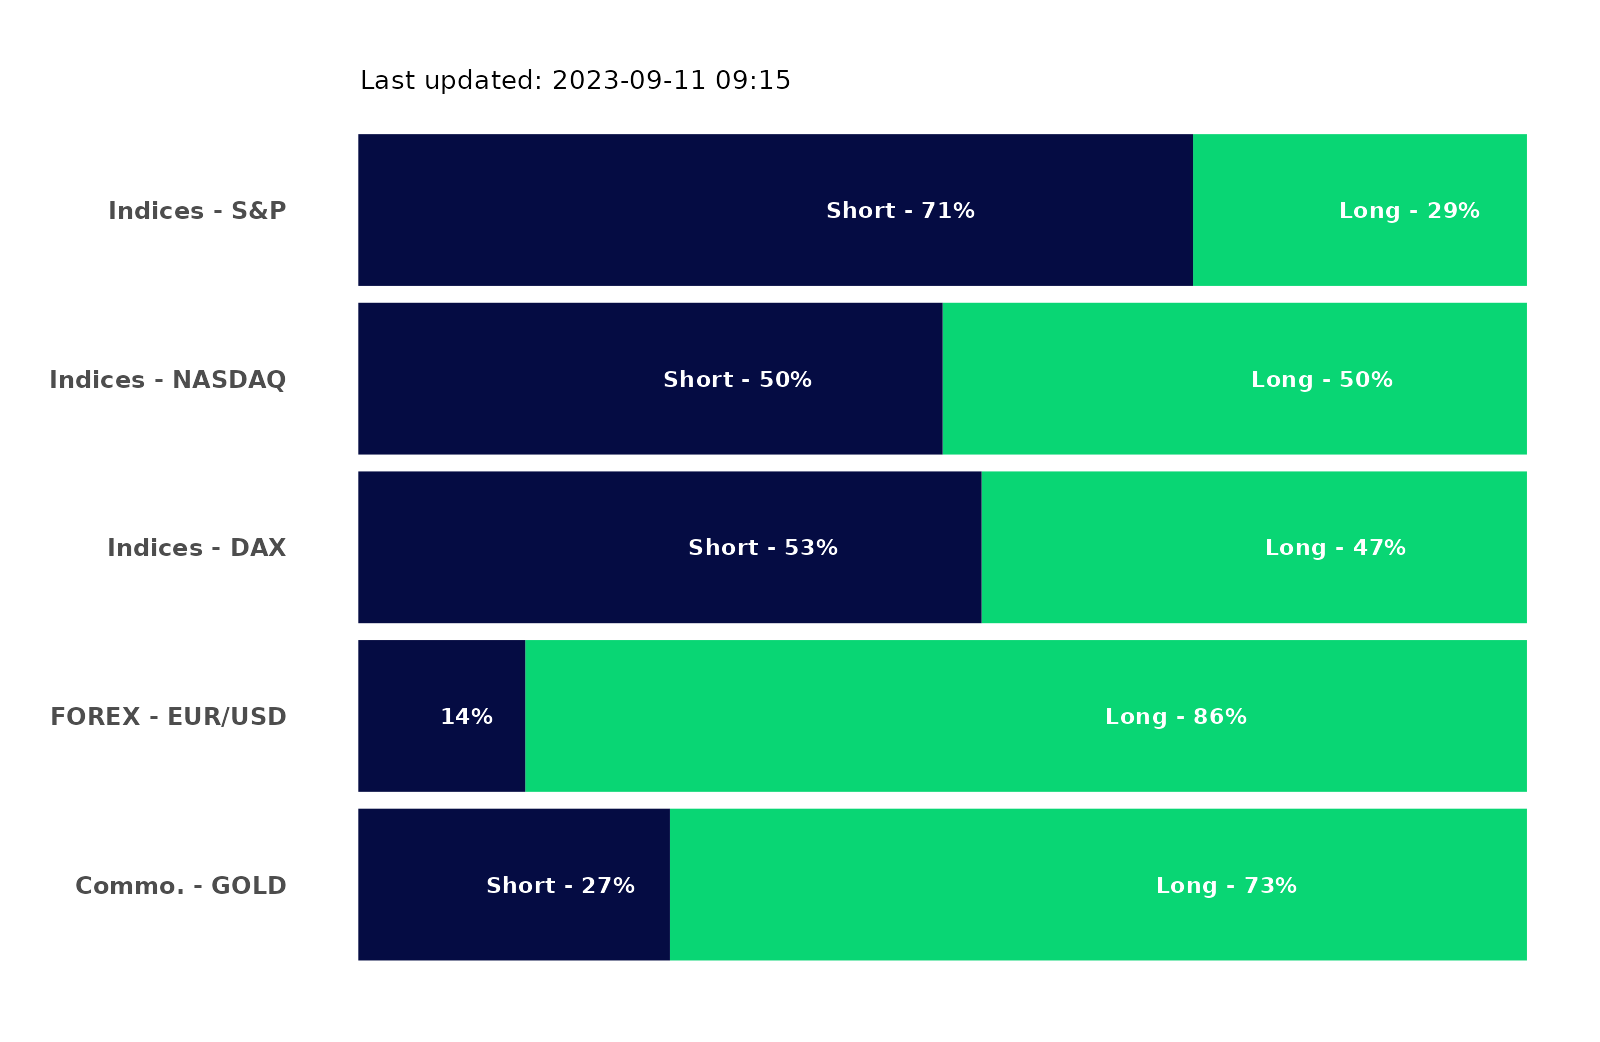 Last updated: 2023-09-11 09:15
Indices - S&P Short - 71% Long - 29%
Indices - NASDAQ Short - 50% Long - 50%
Indices - DAX Short - 53% Long - 47%
FOREX - EUR/USD 14% Long - 86%
Commo. - GOLD Short - 27% Long - 73%